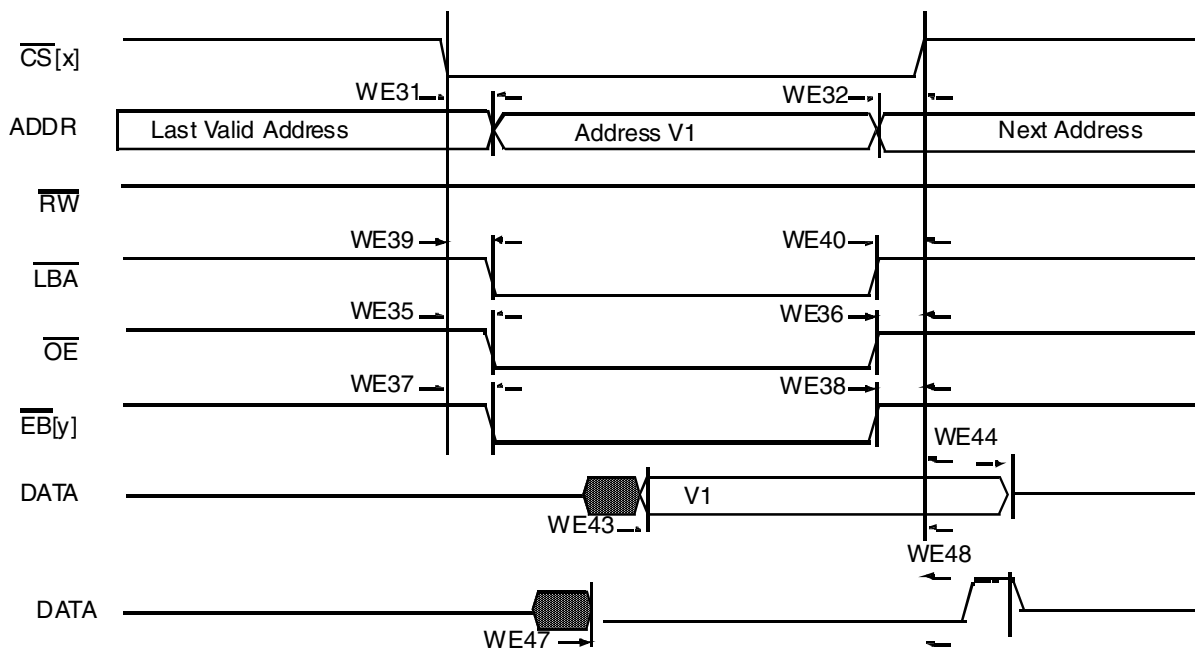 CS[x]
WE31
WE32
ADDR
Last Valid Address
Address V1
Next Address
RW
WE39
WE40
LBA
WE35
WE36
OE
WE37
WE38
EB[y]
WE44
DATA
V1
WE43
WE48
DATA
WE47